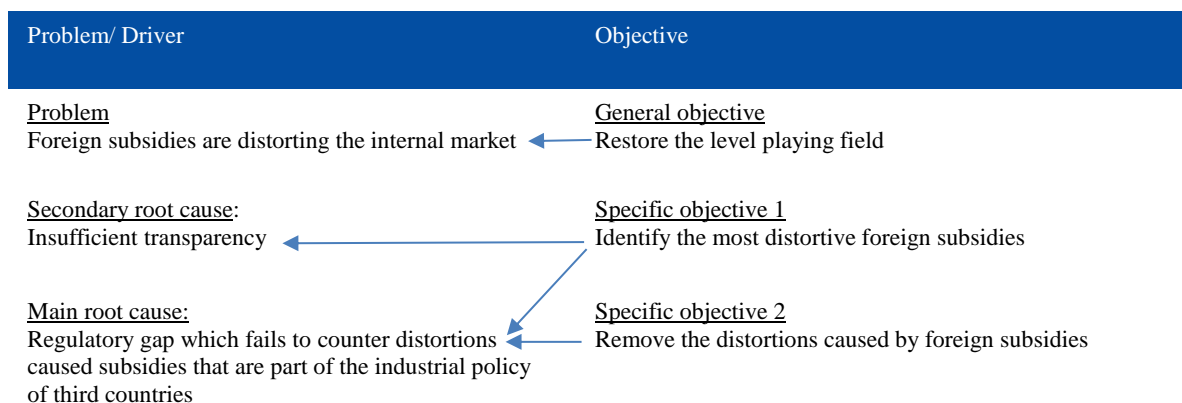 Problem/ Driver
Objective
Problem
Foreign subsidies are distorting the internal market
General objective
Restore the level playing field
Secondary root cause:
Insufficient transparency
Specific objective 1
Identify the most distortive foreign subsidies
Main root cause:
Regulatory gap which fails to counter distortions
caused subsidies that are part of the industrial policy
of third countries
Specific objective 2
Remove the distortions caused by foreign subsidies